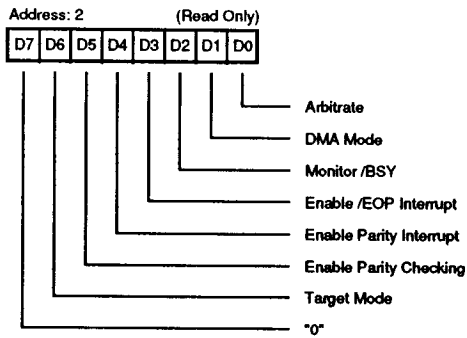 Address: 2 (Read Only)
D7 D6 D5 D4 D3 D2 D1 D0
Arbitrate
DMA Mode
Monitor /BSY
Enable /EOP Interrupt
Enable Parity Interrupt
Enable Parity Checking
Target Mode
"0"